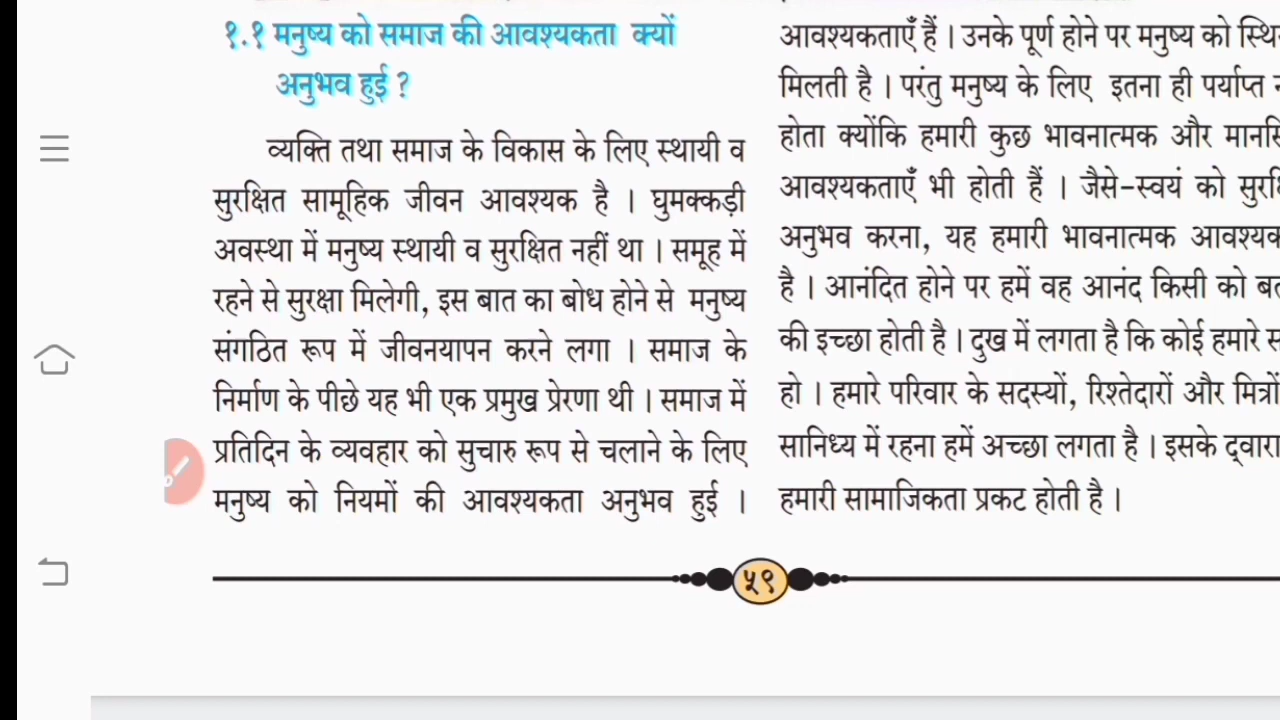 १.१ मनुष्य को समाज की आवश्यकता क्यों
अनुभव हुई ?
व्यक्ति तथा समाज के विकास के लिए स्थायी व
सुरक्षित सामूहिक जीवन आवश्यक है । घुमक्कड़ी
अवस्था में मनुष्य स्थायी व सुरक्षित नहीं था । समूह में
रहने से सुरक्षा मिलेगी, इस बात का बोध होने से मनुष्य
संगठित रूप में जीवनयापन करने लगा । समाज के
निर्माण के पीछे यह भी एक प्रमुख प्रेरणा थी । समाज में
प्रतिदिन के व्यवहार को सुचारु रूप से चलाने के लिए
मनुष्य को नियमों की आवश्यकता अनुभव हुई ।
आवश्यकताएँ हैं । उनके पूर्ण होने पर मनुष्य को
मिलती है । परंतु मनुष्य के लिए इतना ही पर्याप्त
होता क्योंकि हमारी कुछ भावनात्मक और
आवश्यकताएँ भी होती हैं । जैसे-स्वयं को
अनुभव करना, यह हमारी भावनात्मक
है । आनंदित होने पर हमें वह आनंद किसी को
की इच्छा होती है । दुख में लगता है कि कोई हमारे
हो । हमारे परिवार के सदस्यों, रिश्तेदारों और मित्रों
सानिध्य में रहना हमें अच्छा लगता है । इसके द्वारा
हमारी सामाजिकता प्रकट होती है ।
५९